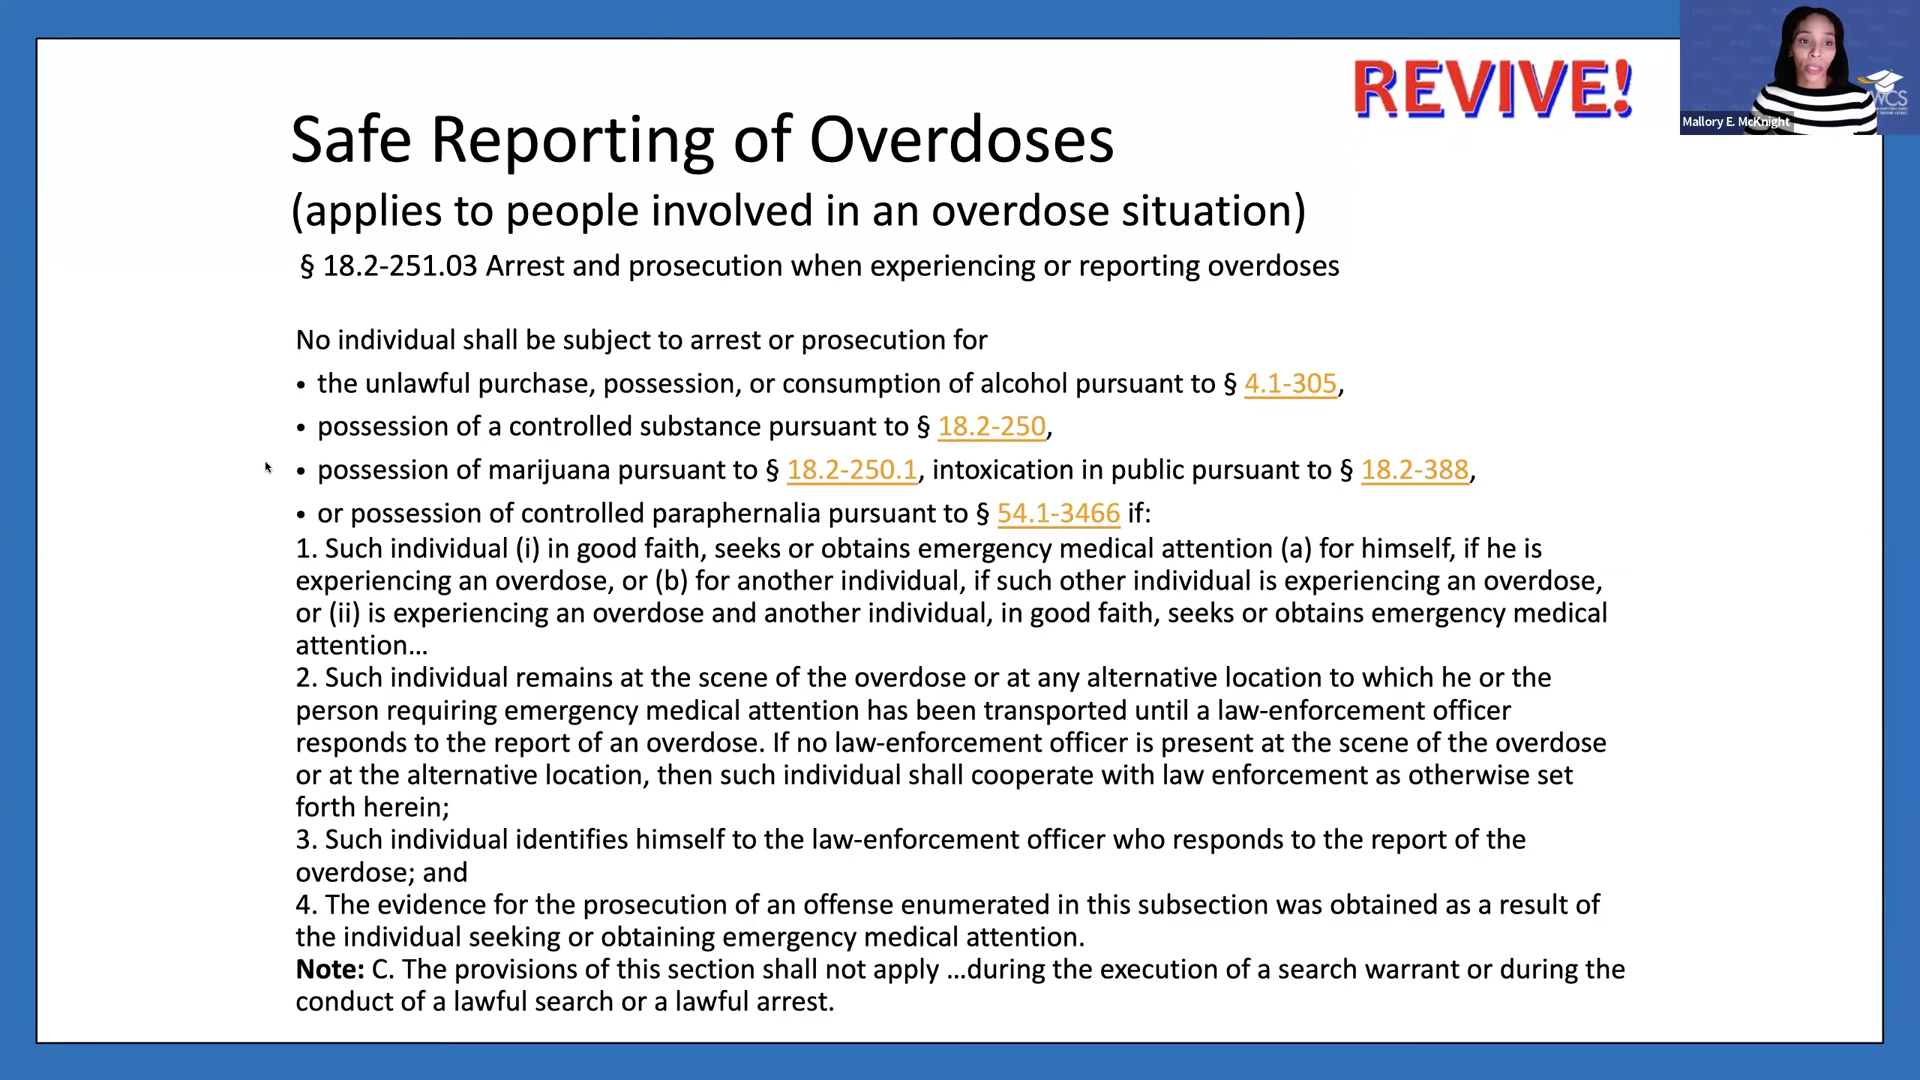 REVIVE!
WCS
Mallory E. McKnight
Safe Reporting of Overdoses
(applies to people involved in an overdose situation)
§ 18.2-251.03 Arrest and prosecution when experiencing or reporting overdoses
No individual shall be subject to arrest or prosecution for
• the unlawful purchase, possession, or consumption of alcohol pursuant to § 4.1-305,
• possession of a controlled substance pursuant to § 18.2-250,
• possession of marijuana pursuant to § 18.2-250.1, intoxication in public pursuant to § 18.2-388,
• or possession of controlled paraphernalia pursuant to § 54.1-3466 if:
1. Such individual (i) in good faith, seeks or obtains emergency medical attention (a) for himself, if he is
experiencing an overdose, or (b) for another individual, if such other individual is experiencing an overdose,
or (ii) is experiencing an overdose and another individual, in good faith, seeks or obtains emergency medical
attention…
2. Such individual remains at the scene of the overdose or at any alternative location to which he or the
person requiring emergency medical attention has been transported until a law-enforcement officer
responds to the report of an overdose. If no law-enforcement officer is present at the scene of the overdose
or at the alternative location, then such individual shall cooperate with law enforcement as otherwise set
forth herein;
3. Such individual identifies himself to the law-enforcement officer who responds to the report of the
overdose; and
4. The evidence for the prosecution of an offense enumerated in this subsection was obtained as a result of
the individual seeking or obtaining emergency medical attention.
Note: C. The provisions of this section shall not apply …during the execution of a search warrant or during the
conduct of a lawful search or a lawful arrest.